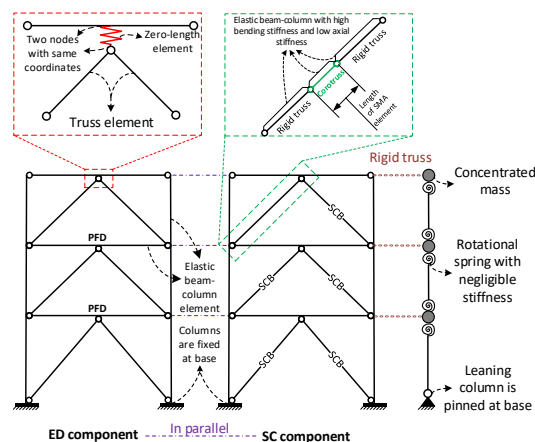 Two nodes
with same
coordinates
Zero-length
element
Truss element
Elastic beam-column with high
bending stiffness and low axial
stiffness
Rigid truss
Corotruss
Rigid truss
Length
of SMA
element
Rigid truss
Concentrated
mass
SCB
PFD
Elastic
beam-
column
element
Rotational
spring with
negligible
stiffness
SCB
SCB
PFD
Columns
are fixed
at base
SCB
SCB
Leaning
column is
pinned at base
ED component
In parallel
SC component